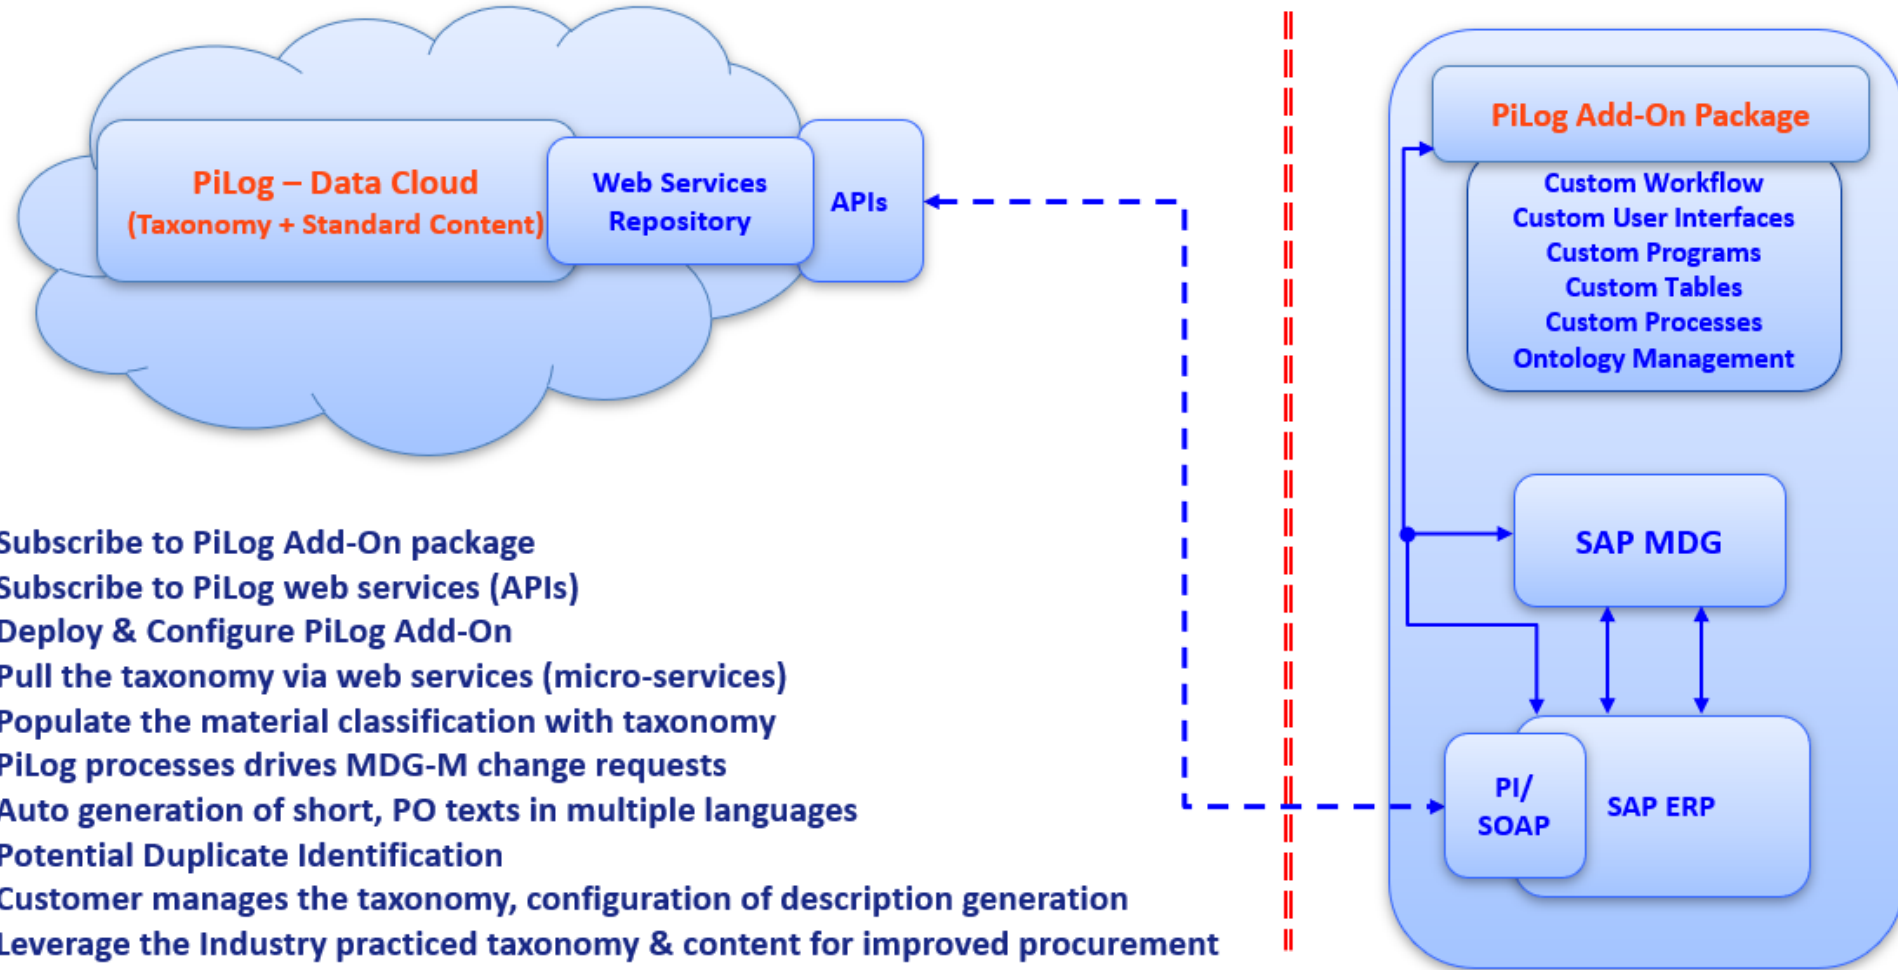 PiLog – Data Cloud
(Taxonomy + Standard Content)
Web Services
Repository
APIs
PiLog Add-On Package
Custom Workflow
Custom User Interfaces
Custom Programs
Custom Tables
Custom Processes
Ontology Management
SAP MDG
PI/
SOAP
SAP ERP
Subscribe to PiLog Add-On package
Subscribe to PiLog web services (APIs)
Deploy & Configure PiLog Add-On
Pull the taxonomy via web services (micro-services)
Populate the material classification with taxonomy
PiLog processes drives MDG-M change requests
Auto generation of short, PO texts in multiple languages
Potential Duplicate Identification
Customer manages the taxonomy, configuration of description generation
Leverage the Industry practiced taxonomy & content for improved procurement